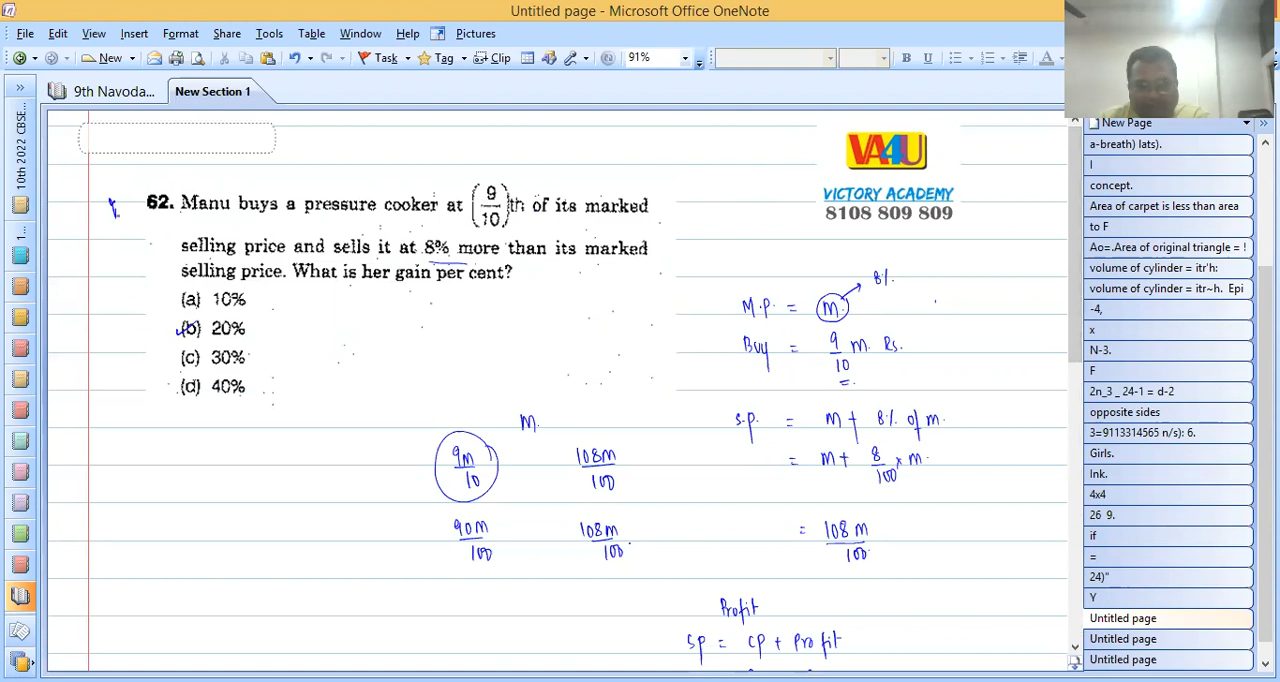 Untitled page - Microsoft Office OneNote
File Edit View Insert Format Share Tools Table Window Help Pictures
New Task Tag Clip 91% B U A
9th Navoda... New Section 1
10th 2022 CBSE
New Page
a-breath) lats).
I
concept.
Area of carpet is less than area
to F
Ao=.Area of original triangle = !
volume of cylinder = itr'h:
volume of cylinder = itr~h. Epi
-4,
x
N-3.
F
2n_3 _ 24-1 = d-2
opposite sides
3=9113314565 n/s): 6.
Girls.
Ink.
4x4
26 9.
if
=
24)"
Y
Untitled page
Untitled page
Untitled page
VA4U
VICTORY ACADEMY
8108 809 809
62. Manu buys a pressure cooker at (9/10)th of its marked
selling price and sells it at 8% more than its marked
selling price. What is her gain per cent?
(a) 10%
(b) 20%
(c) 30%
(d) 40%
M.P. = m 8%
Buy = 9/10 m Rs.
S.P. = m + 8% of m.
= m + 8/100 × m.
= 108 m/100
M.
9m/10 108m/100
90m/100 108m/100
Profit
SP = CP + Profit